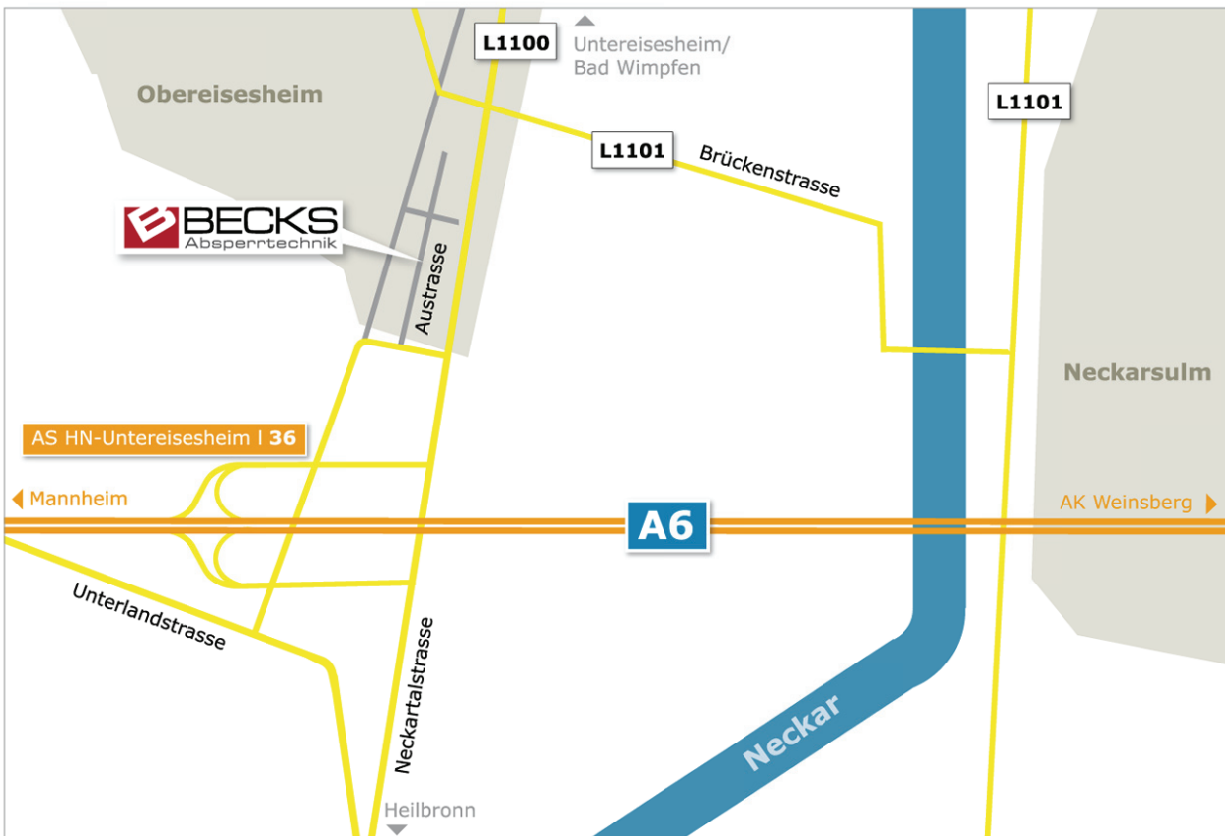 L1100
Untereisesheim/
Bad Wimpfen
Obereisesheim
L1101
L1101
Brückenstrasse
BECKS
Absperrtechnik
Austrasse
Neckarsulm
AS HN-Untereisesheim I 36
Mannheim
AK Weinsberg
A6
Unterlandstrasse
Neckartalstrasse
Neckar
Heilbronn